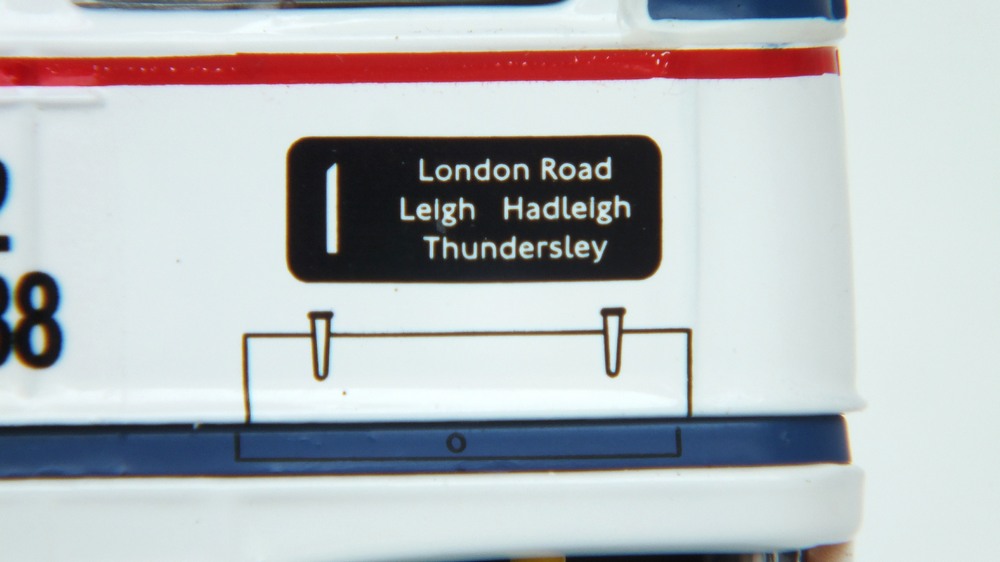 1
London Road
Leigh Hadleigh
Thundersley